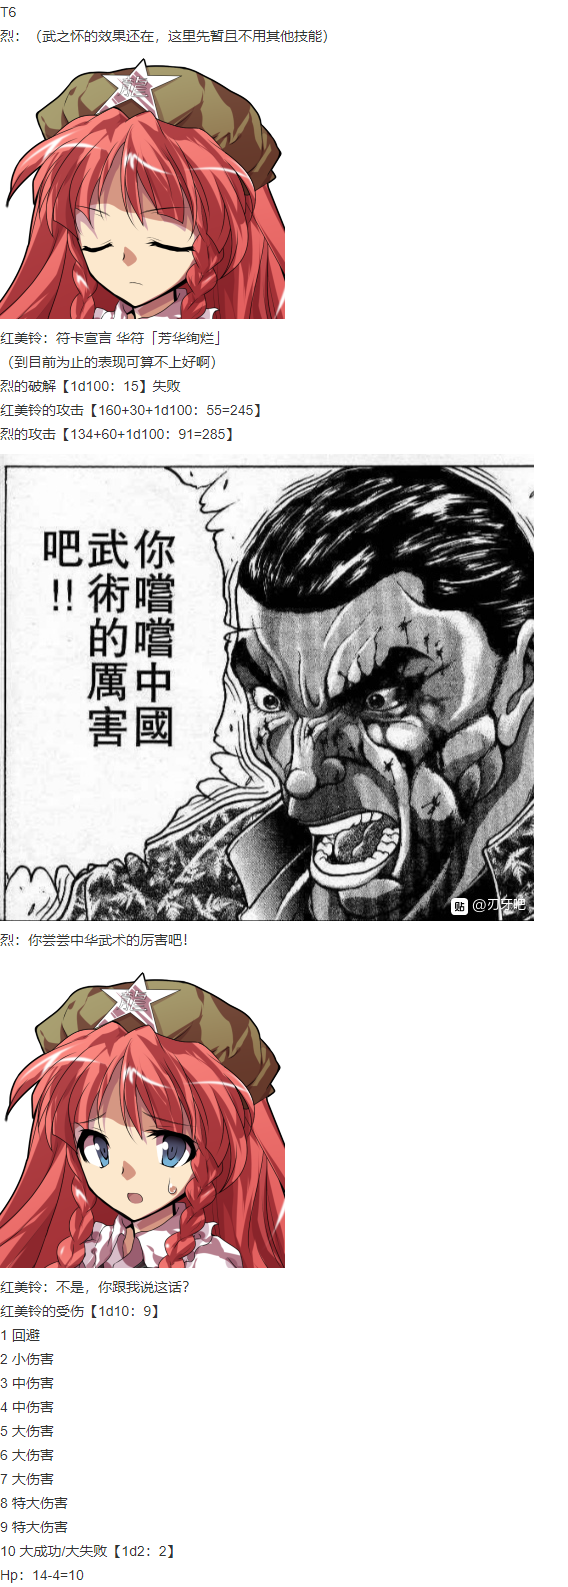 T6
烈：（武之怀的效果还在，这里先暂且不用其他技能）
红美铃：符卡宣言 华符「芳华绚烂」
（到目前为止的表现可算不上好啊）
烈的破解【1d100：15】失败
红美铃的攻击【160+30+1d100：55=245】
烈的攻击【134+60+1d100：91=285】
你嚐嚐中國
武術的厲害
吧!!
贴 @刃牙吧
烈：你尝尝中华武术的厉害吧！
红美铃：不是，你跟我说这话？
红美铃的受伤【1d10：9】
1 回避
2 小伤害
3 中伤害
4 中伤害
5 大伤害
6 大伤害
7 大伤害
8 特大伤害
9 特大伤害
10 大成功/大失败【1d2：2】
Hp：14-4=10